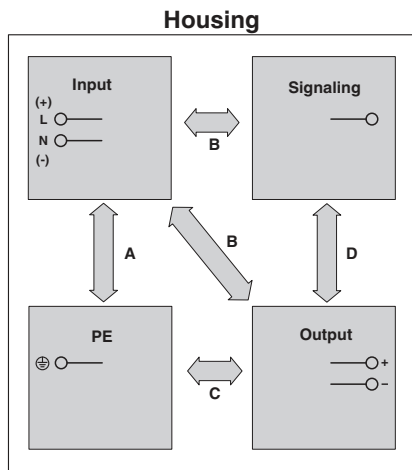 Housing
Input
(+)
L
N
(-)
Signaling
B
A
B
D
PE
Output
+
–
C